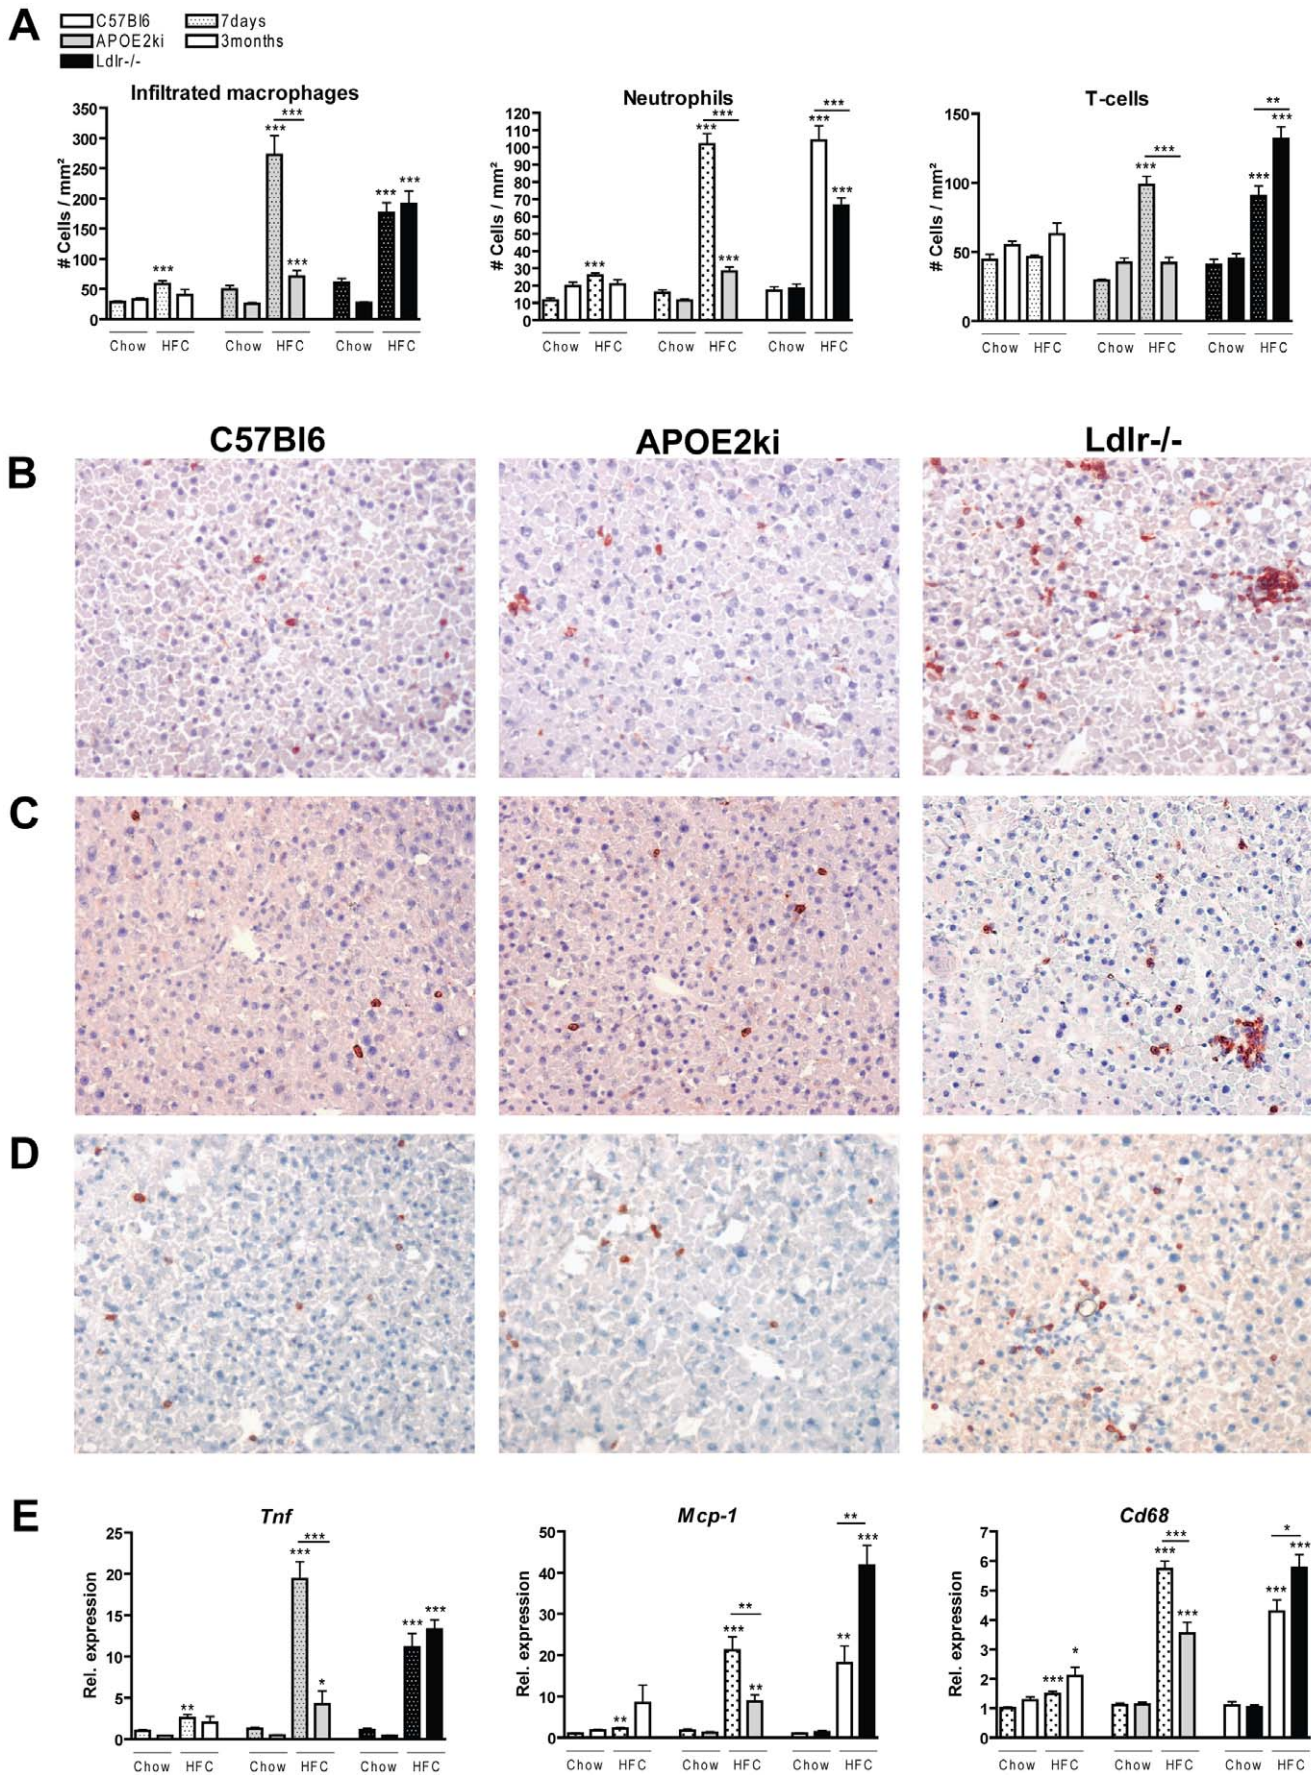 A
C57Bl6
7days
APOE2ki
3months
Ldlr-/-
Infiltrated macrophages
350
300
250
200
150
100
50
0
# Cells / mm²
***
***
***
***
***
***
Chow HFC Chow HFC Chow HFC
Neutrophils
120
110
100
90
80
70
60
50
40
30
20
10
0
# Cells / mm²
***
***
***
***
***
***
***
Chow HFC Chow HFC Chow HFC
T-cells
150
100
50
0
# Cells / mm²
***
***
***
**
***
Chow HFC Chow HFC Chow HFC
C57Bl6 APOE2ki Ldlr-/-
B
C
D
E
Tnf
25
20
15
10
5
0
Rel. expression
**
***
***
*
***
***
Chow HFC Chow HFC Chow HFC
Mcp-1
50
40
30
20
10
0
Rel. expression
**
***
**
**
**
**
***
Chow HFC Chow HFC Chow HFC
Cd68
7
6
5
4
3
2
1
0
Rel. expression
***
*
***
***
***
***
*
***
Chow HFC Chow HFC Chow HFC